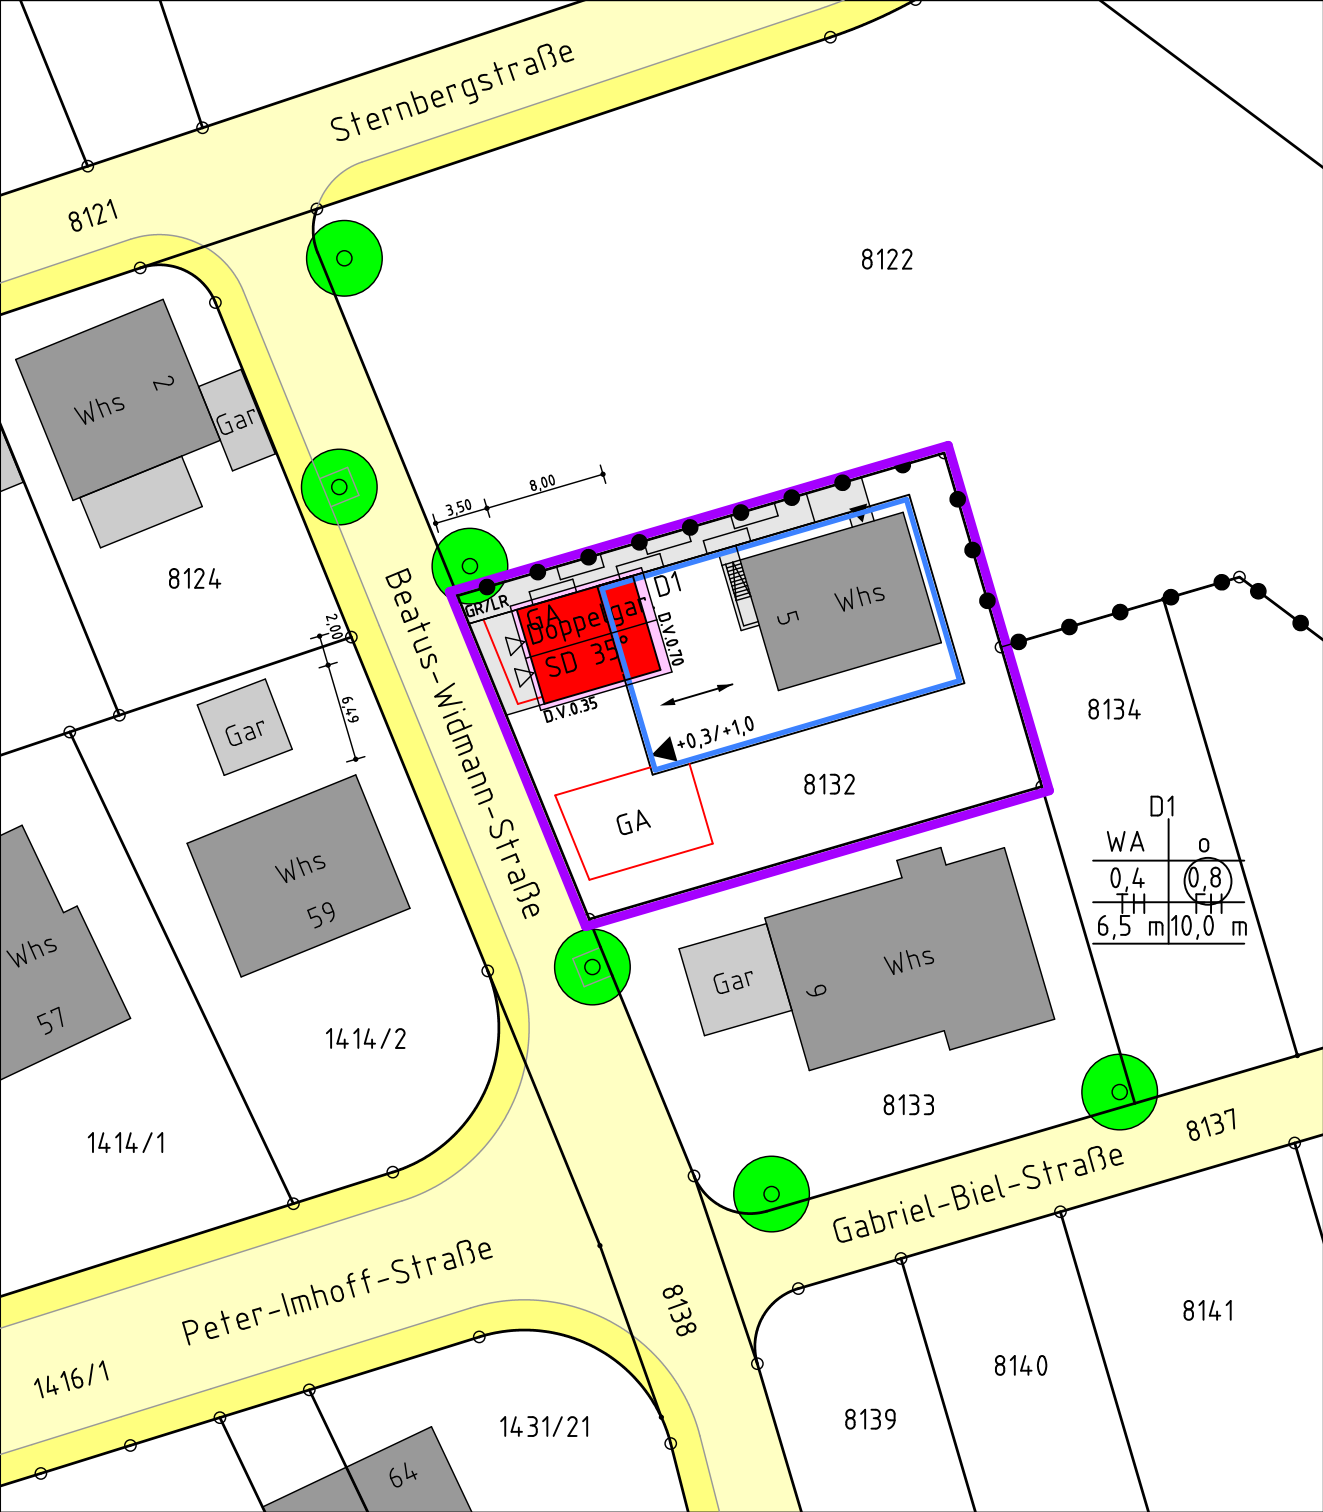 Sternbergstraße
8121
8122
Whs
2
Gar
8124
3,50
8,00
GR/LR
GA
Doppelgar
SD 35°
D1
D.V.0.70
D.V.0.35
Whs
5
+0,3/+1,0
8132
GA
Beatus-Widmann-Straße
2,00
6,49
Gar
Whs
59
Whs
57
1414/2
1414/1
8134
D1
WA
o
0,4
0,8
TH
FH
6,5 m
10,0 m
Gar
Whs
9
8133
8137
Gabriel-Biel-Straße
Peter-Imhoff-Straße
8138
1416/1
1431/21
64
8139
8140
8141